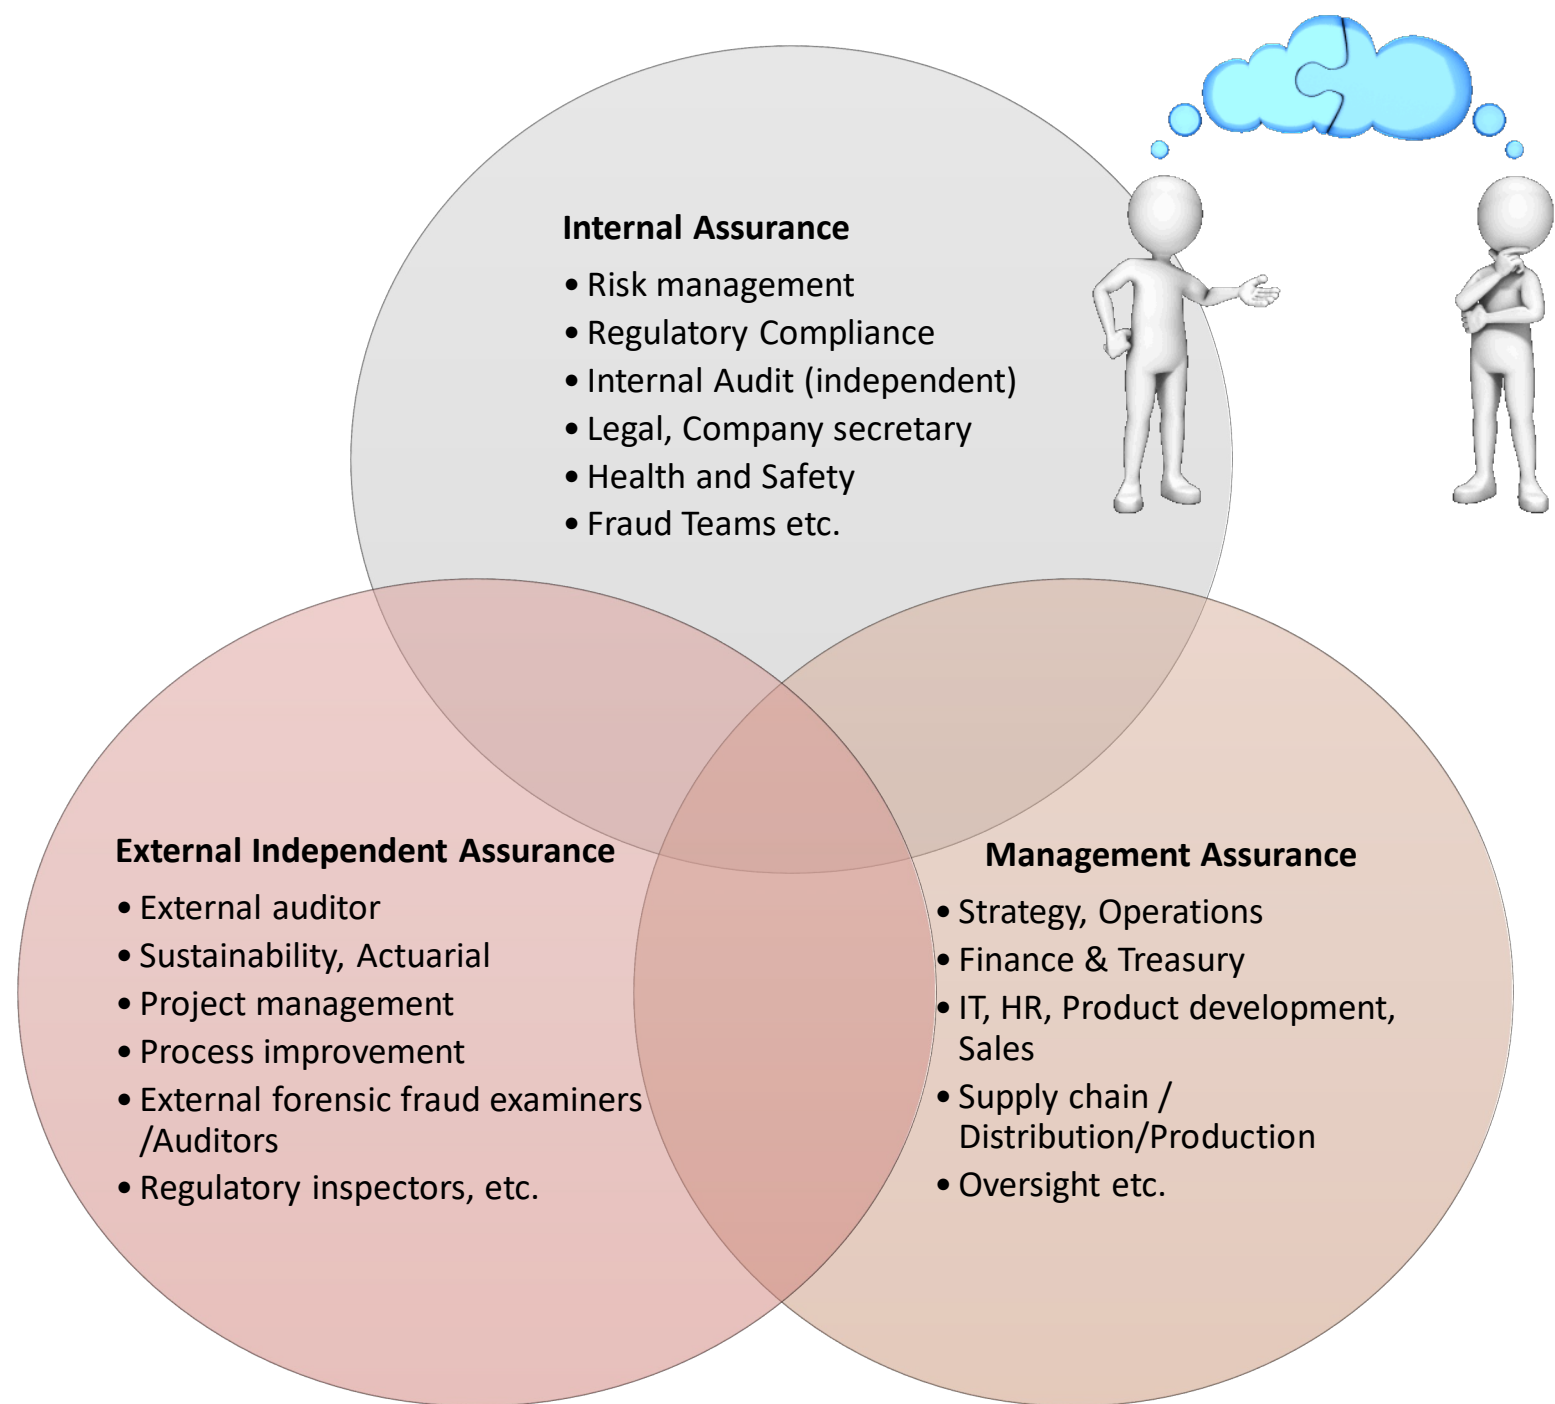 Internal Assurance
• Risk management
• Regulatory Compliance
• Internal Audit (independent)
• Legal, Company secretary
• Health and Safety
• Fraud Teams etc.
External Independent Assurance
• External auditor
• Sustainability, Actuarial
• Project management
• Process improvement
• External forensic fraud examiners
/Auditors
• Regulatory inspectors, etc.
Management Assurance
• Strategy, Operations
• Finance & Treasury
• IT, HR, Product development,
Sales
• Supply chain /
Distribution/Production
• Oversight etc.